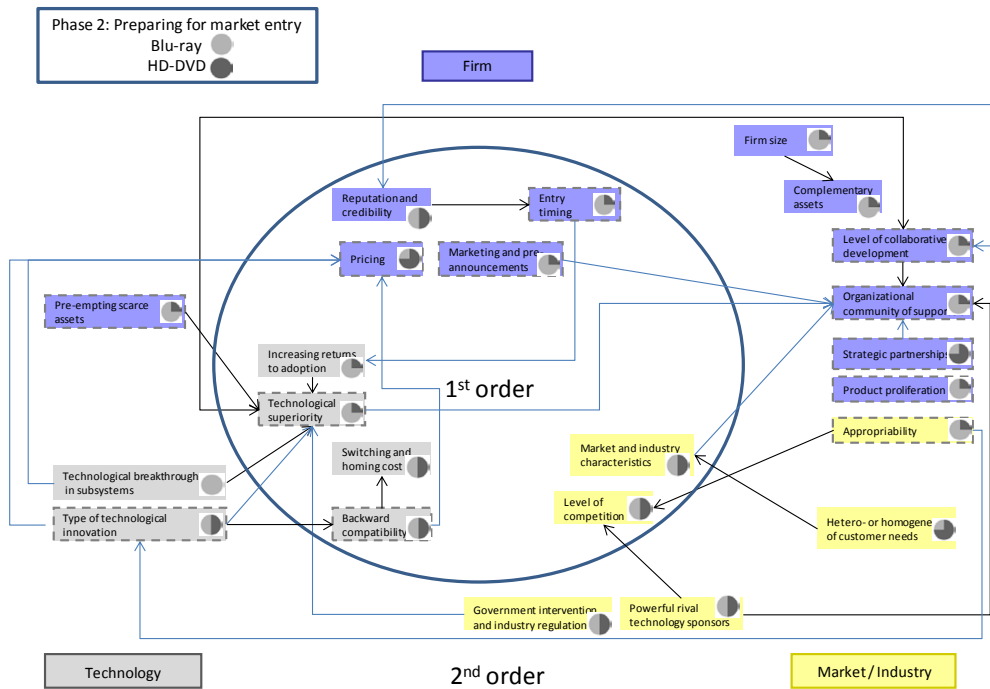 Phase 2: Preparing for market entry
Blu-ray
HD-DVD
Firm
Firm size
Complementary
assets
Reputation and
credibility
Entry
timing
Level of collaborative
development
Pricing
Marketing and pre-
announcements
Pre-empting scarce
assets
Organizational
community of suppor
Strategic partnerships
Increasing returns
to adoption
1st order
Product proliferation
Technological
superiority
Appropriability
Switching and
homing cost
Market and industry
characteristics
Technological breakthrough
in subsystems
Level of
competition
Type of technological
innovation
Backward
compatibility
Hetero- or homogene
of customer needs
Government intervention
and industry regulation
Powerful rival
technology sponsors
Technology
2nd order
Market / Industry